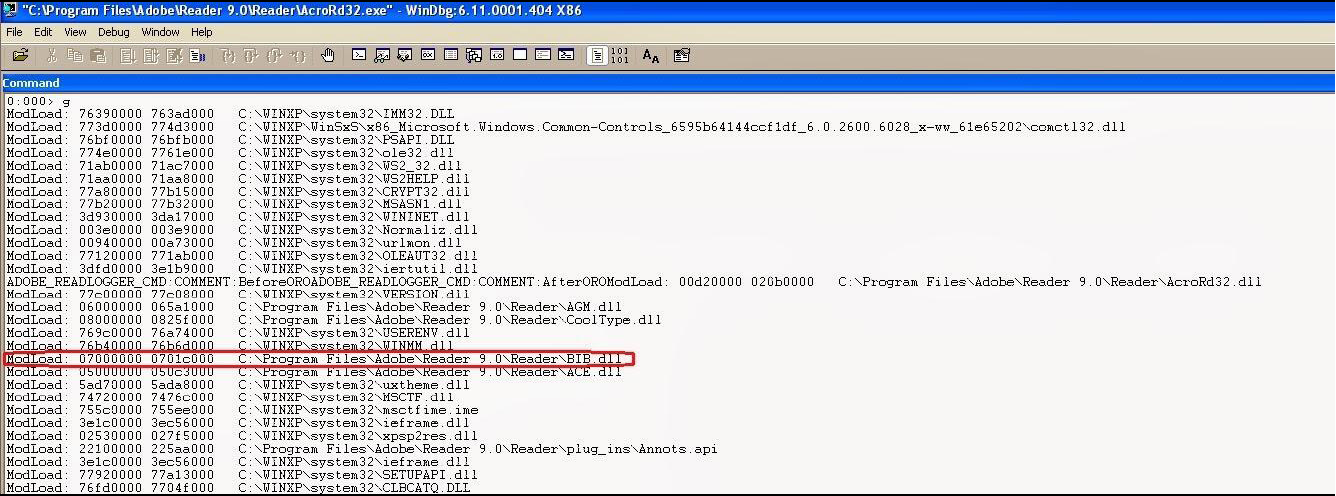 "C:\Program Files\Adobe\Reader 9.0\Reader\AcroRd32.exe" - WinDbg:6.11.0001.404 X86
File Edit View Debug Window Help
Command
0:000> g
ModLoad: 76390000 763ad000 C:\WINXP\system32\IMM32.DLL
ModLoad: 773d0000 774d3000 C:\WINXP\WinSxS\x86_Microsoft.Windows.Common-Controls_6595b64144ccf1df_6.0.2600.6028_x-ww_61e65202\comctl32.dll
ModLoad: 76bf0000 76bfb000 C:\WINXP\system32\PSAPI.DLL
ModLoad: 774e0000 7761e000 C:\WINXP\system32\ole32.dll
ModLoad: 71ab0000 71ac7000 C:\WINXP\system32\WS2_32.dll
ModLoad: 71aa0000 71aa8000 C:\WINXP\system32\WS2HELP.dll
ModLoad: 77a80000 77b15000 C:\WINXP\system32\CRYPT32.dll
ModLoad: 77b20000 77b32000 C:\WINXP\system32\MSASN1.dll
ModLoad: 3d930000 3da17000 C:\WINXP\system32\WININET.dll
ModLoad: 003e0000 003e9000 C:\WINXP\system32\Normaliz.dll
ModLoad: 00940000 00a73000 C:\WINXP\system32\urlmon.dll
ModLoad: 77120000 771ab000 C:\WINXP\system32\OLEAUT32.dll
ModLoad: 3dfd0000 3e1b9000 C:\WINXP\system32\iertutil.dll
ADOBE_READLOGGER_CMD:COMMENT:BeforeOROADOBE_READLOGGER_CMD:COMMENT:AfterOROModLoad: 00d20000 020b0000 C:\Program Files\Adobe\Reader 9.0\Reader\AcroRd32.dll
ModLoad: 77c00000 77c08000 C:\WINXP\system32\VERSION.dll
ModLoad: 06000000 065a1000 C:\Program Files\Adobe\Reader 9.0\Reader\AGM.dll
ModLoad: 08000000 0825f000 C:\Program Files\Adobe\Reader 9.0\Reader\CoolType.dll
ModLoad: 769c0000 76a74000 C:\WINXP\system32\USERENV.dll
ModLoad: 76b40000 76b6d000 C:\WINXP\system32\WINMM.dll
ModLoad: 07000000 0701c000 C:\Program Files\Adobe\Reader 9.0\Reader\BIB.dll
ModLoad: 05000000 050c3000 C:\Program Files\Adobe\Reader 9.0\Reader\ACE.dll
ModLoad: 5ad70000 5ada8000 C:\WINXP\system32\uxtheme.dll
ModLoad: 74720000 7476c000 C:\WINXP\system32\MSCTF.dll
ModLoad: 755c0000 755ee000 C:\WINXP\system32\msctfime.ime
ModLoad: 3e1c0000 3ec56000 C:\WINXP\system32\ieframe.dll
ModLoad: 02530000 027f5000 C:\WINXP\system32\xpsp2res.dll
ModLoad: 22100000 225aa000 C:\Program Files\Adobe\Reader 9.0\Reader\plug_ins\Annots.api
ModLoad: 3e1c0000 3ec56000 C:\WINXP\system32\ieframe.dll
ModLoad: 77920000 77a13000 C:\WINXP\system32\SETUPAPI.dll
ModLoad: 76fd0000 7704f000 C:\WINXP\system32\CLBCATQ.DLL